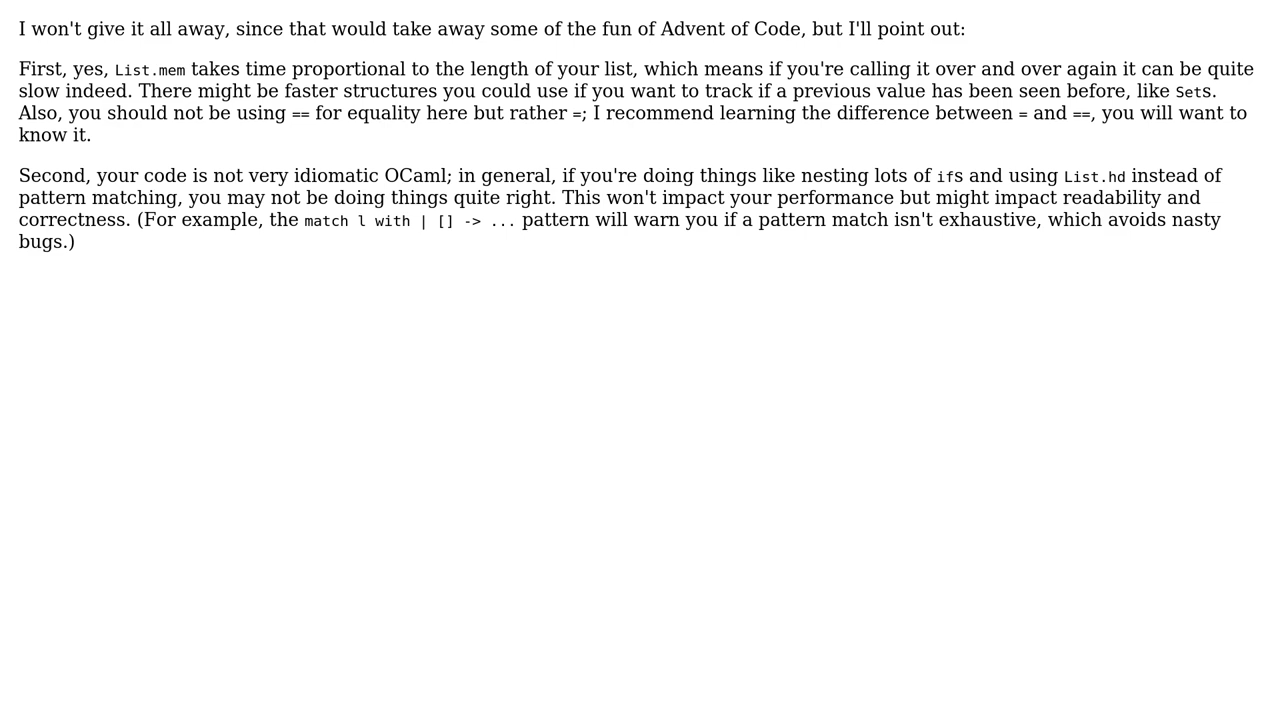 I won't give it all away, since that would take away some of the fun of Advent of Code, but I'll point out:
First, yes, List.mem takes time proportional to the length of your list, which means if you're calling it over and over again it can be quite
slow indeed. There might be faster structures you could use if you want to track if a previous value has been seen before, like Sets.
Also, you should not be using == for equality here but rather =; I recommend learning the difference between = and ==, you will want to
know it.
Second, your code is not very idiomatic OCaml; in general, if you're doing things like nesting lots of ifs and using List.hd instead of
pattern matching, you may not be doing things quite right. This won't impact your performance but might impact readability and
correctness. (For example, the match l with | [] -> ... pattern will warn you if a pattern match isn't exhaustive, which avoids nasty
bugs.)